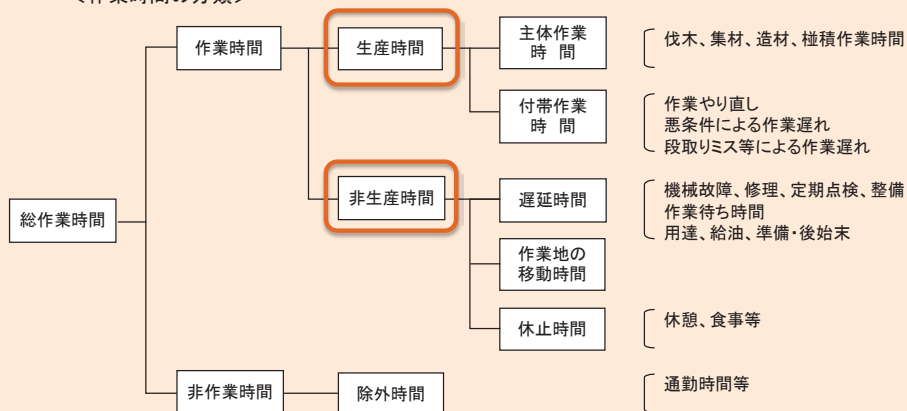 ＜作業時間の分類＞
作業時間
生産時間
主体作業
時 間
伐木、集材、造材、椪積作業時間
付帯作業
時 間
作業やり直し
悪条件による作業遅れ
段取りミス等による作業遅れ
非生産時間
遅延時間
機械故障、修理、定期点検、整備
作業待ち時間
用達、給油、準備・後始末
総作業時間
作業地の
移動時間
休止時間
休憩、食事等
非作業時間
除外時間
通勤時間等